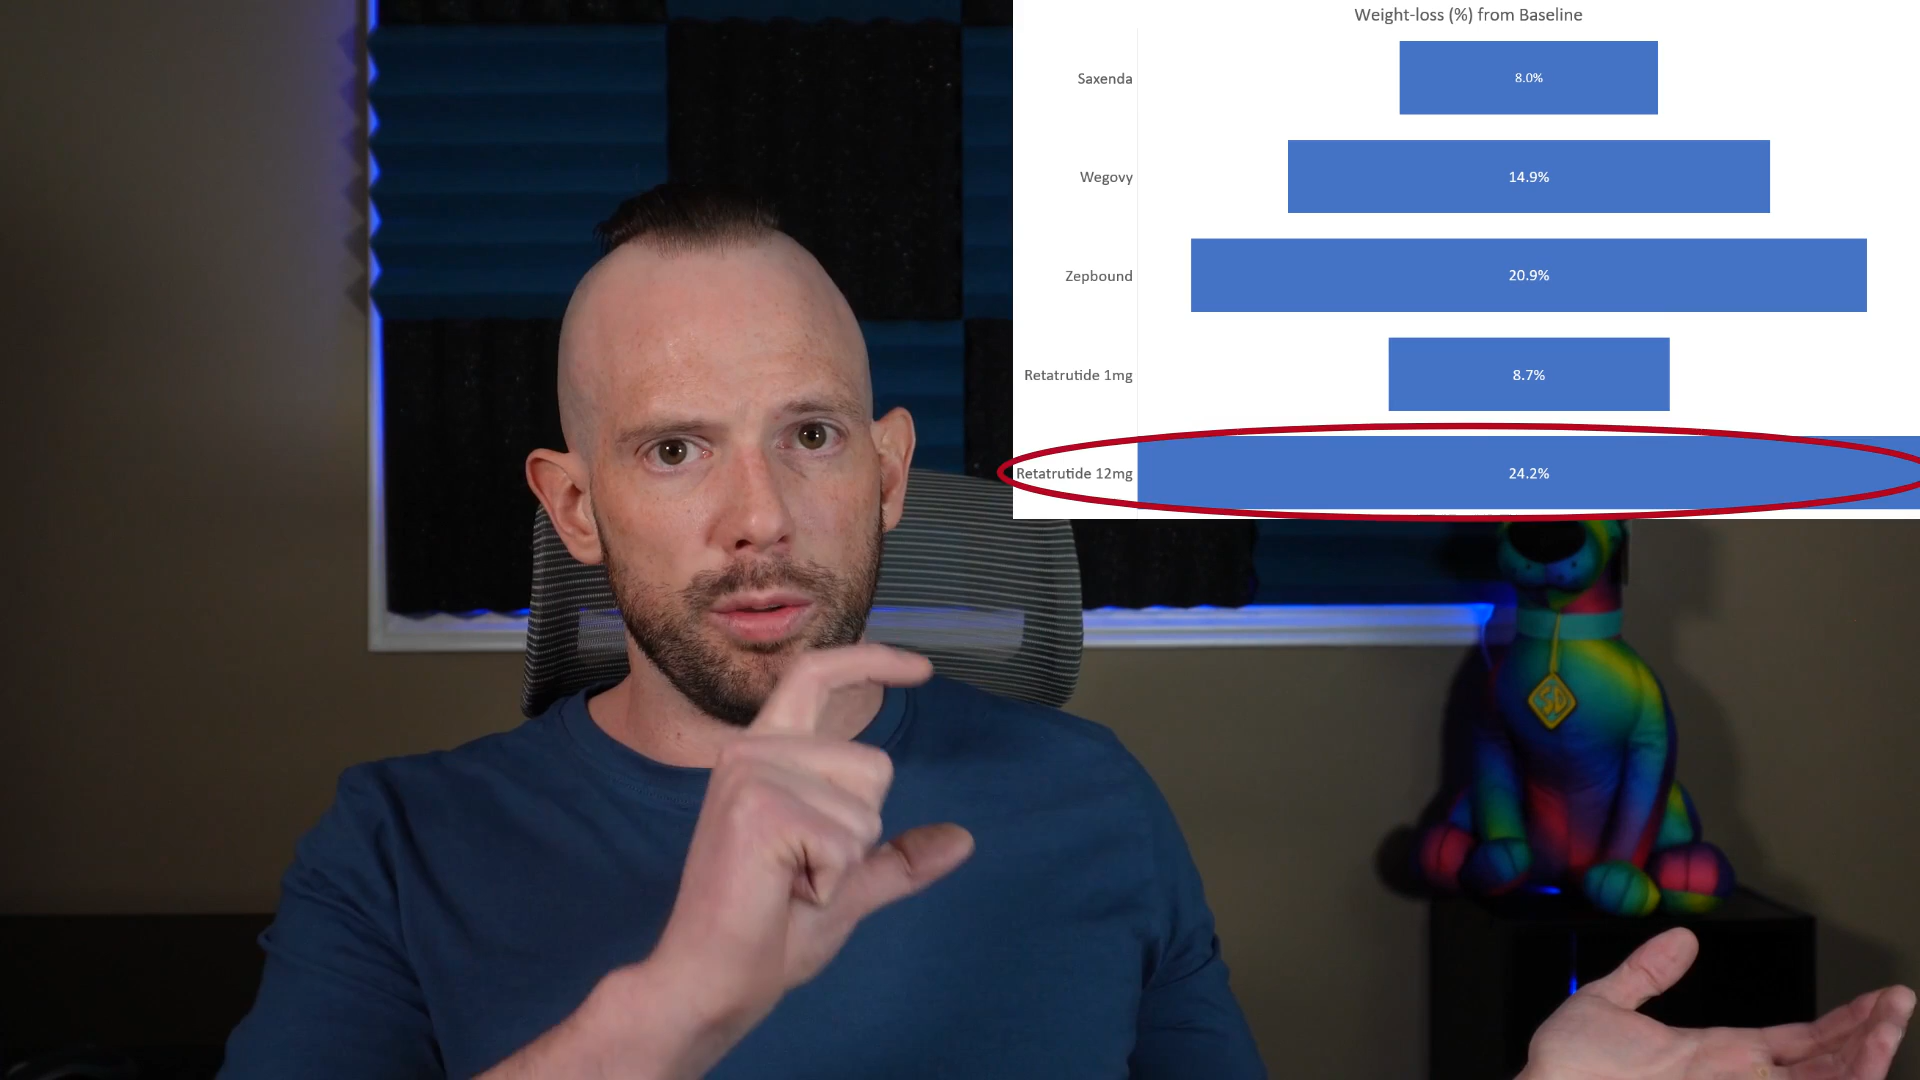 Weight-loss (%) from Baseline
Saxenda 8.0%
Wegovy 14.9%
Zepbound 20.9%
Retatrutide 1mg 8.7%
Retatrutide 12mg 24.2%
SD